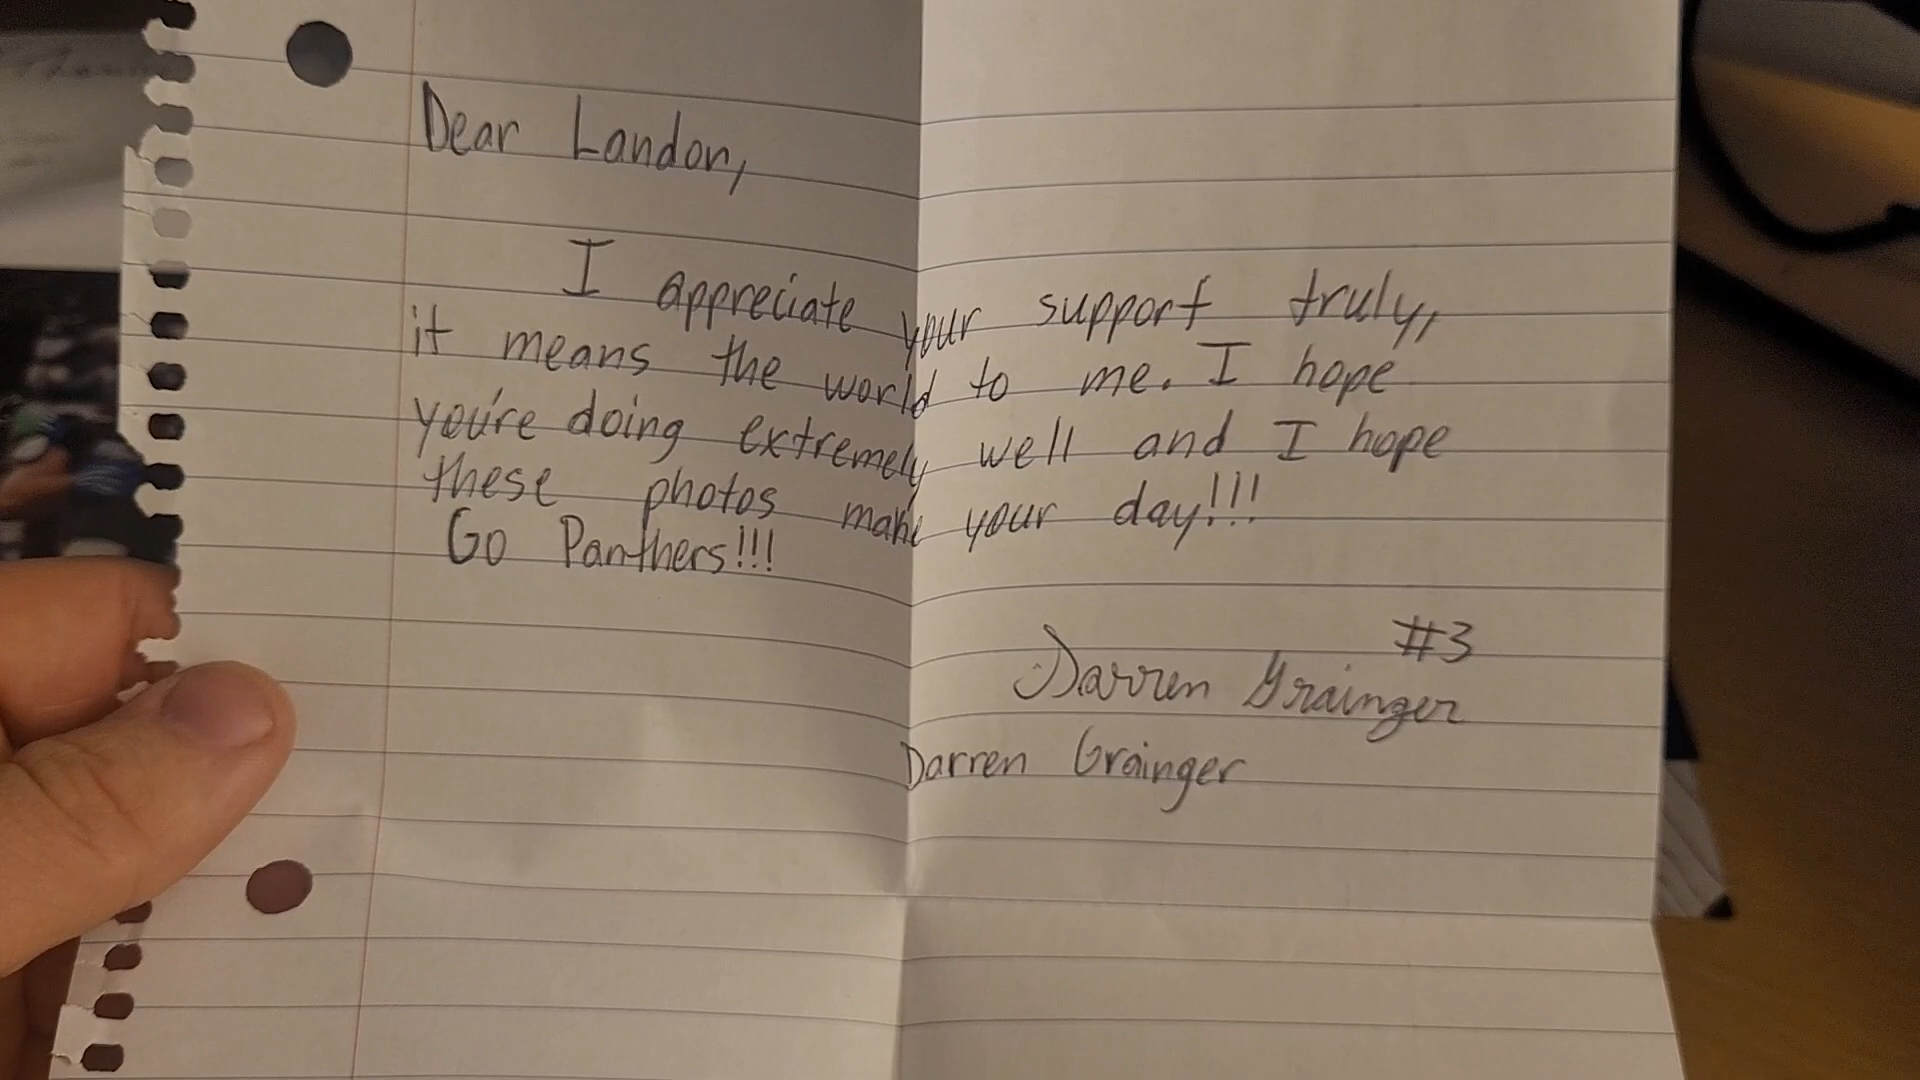 Dear Landon,
I appreciate your support truly,
it means the world to me. I hope
you're doing extremely well and I hope
these photos make your day!!!
Go Panthers!!!
#3
Darren Grainger
Darren Grainger